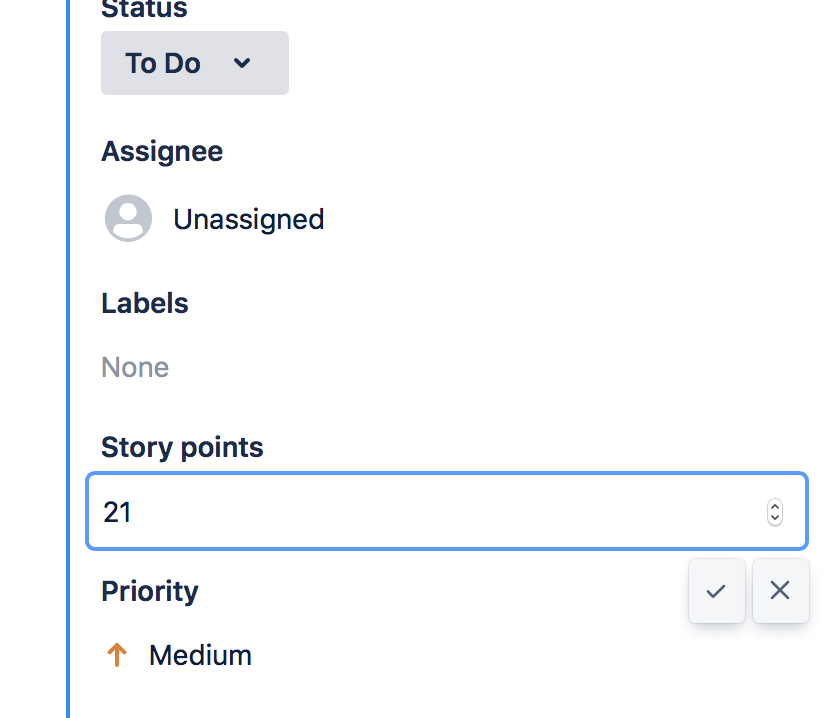 Status
To Do
Assignee
Unassigned
Labels
None
Story points
21
Priority
Medium